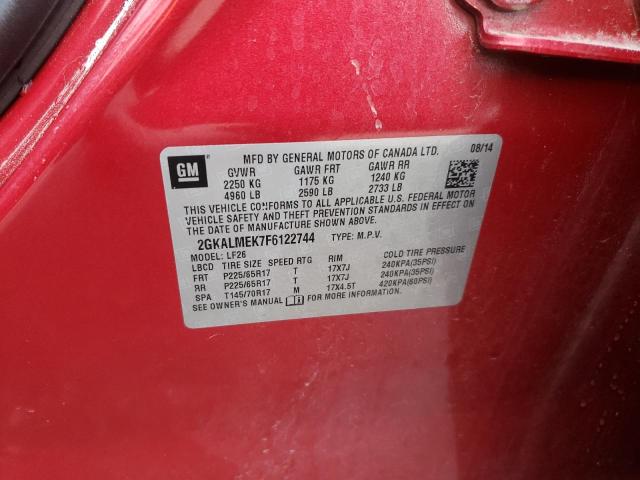 GM
MFD BY GENERAL MOTORS OF CANADA LTD. 08/14
GVWR GAWR FRT GAWR RR
2250 KG 1175 KG 1240 KG
4960 LB 2590 LB 2733 LB
THIS VEHICLE CONFORMS TO ALL APPLICABLE U.S. FEDERAL MOTOR
VEHICLE SAFETY AND THEFT PREVENTION STANDARDS IN EFFECT ON
THE DATE OF MANUFACTURE SHOWN ABOVE.
2GKALMEK7F6122744 TYPE: M.P.V.
MODEL: LF26
LBCD TIRE SIZE SPEED RTG RIM COLD TIRE PRESSURE
FRT P225/65R17 T 17X7J 240KPA(35PSI)
RR P225/65R17 T 17X7J 240KPA(35PSI)
SPA T145/70R17 M 17X4.5T 420KPA(60PSI)
SEE OWNER'S MANUAL FOR MORE INFORMATION.